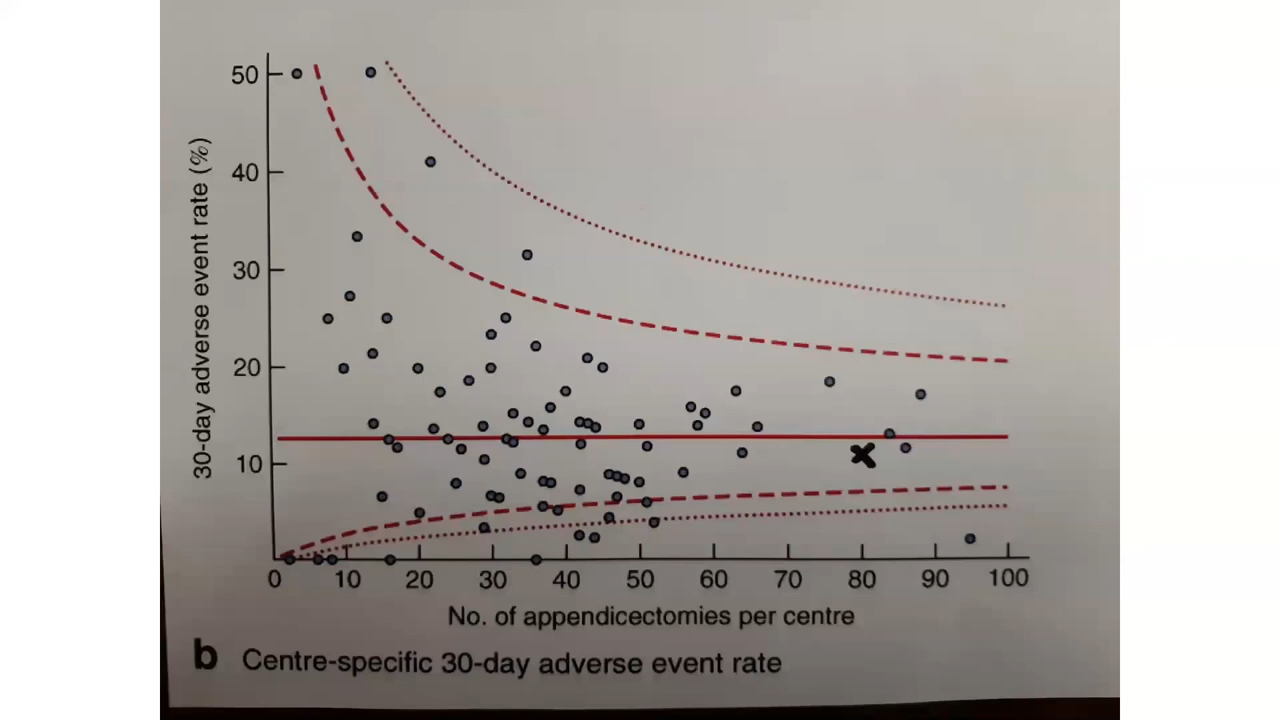 50
40
30
20
10
30-day adverse event rate (%)
0 10 20 30 40 50 60 70 80 90 100
No. of appendicectomies per centre
b Centre-specific 30-day adverse event rate